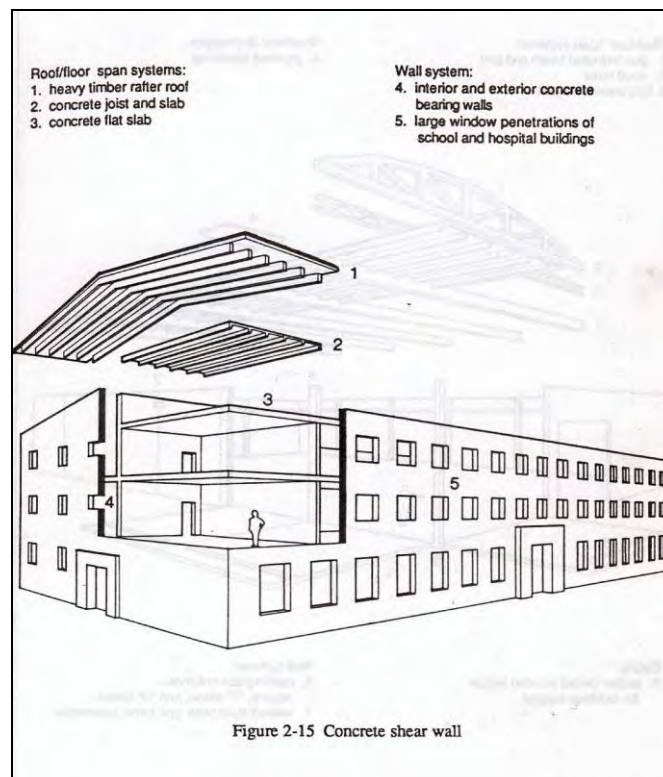 Roof/floor span systems:
1. heavy timber rafter roof
2. concrete joist and slab
3. concrete flat slab
Wall system:
4. interior and exterior concrete
bearing walls
5. large window penetrations of
school and hospital buildings
1
2
3
4
5
Figure 2-15 Concrete shear wall